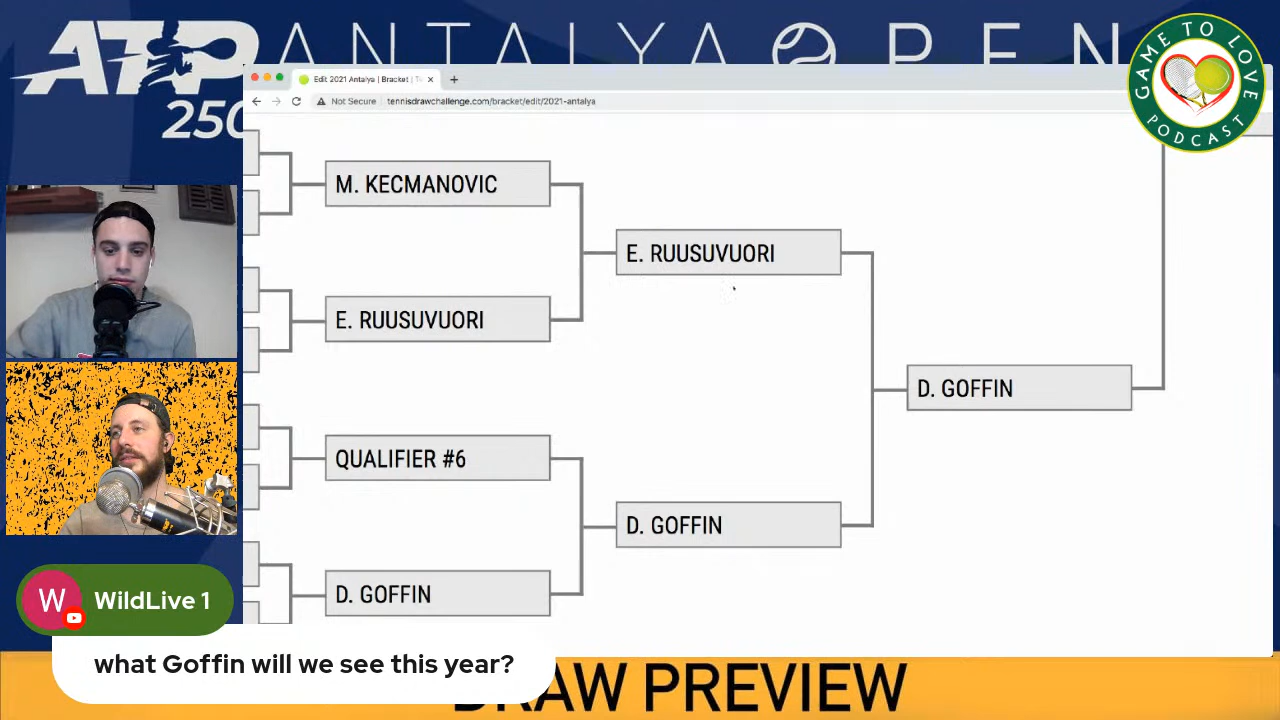 ATP
250
ANTALYA OPEN
GAME TO LOVE
PODCAST
Edit 2021 Antalya | Bracket |
Not Secure
tennisdrawchallenge.com/bracket/edit/2021-antalya
M. KECMANOVIC
E. RUUSUVUORI
E. RUUSUVUORI
D. GOFFIN
QUALIFIER #6
D. GOFFIN
D. GOFFIN
W
WildLive 1
what Goffin will we see this year?
DRAW PREVIEW